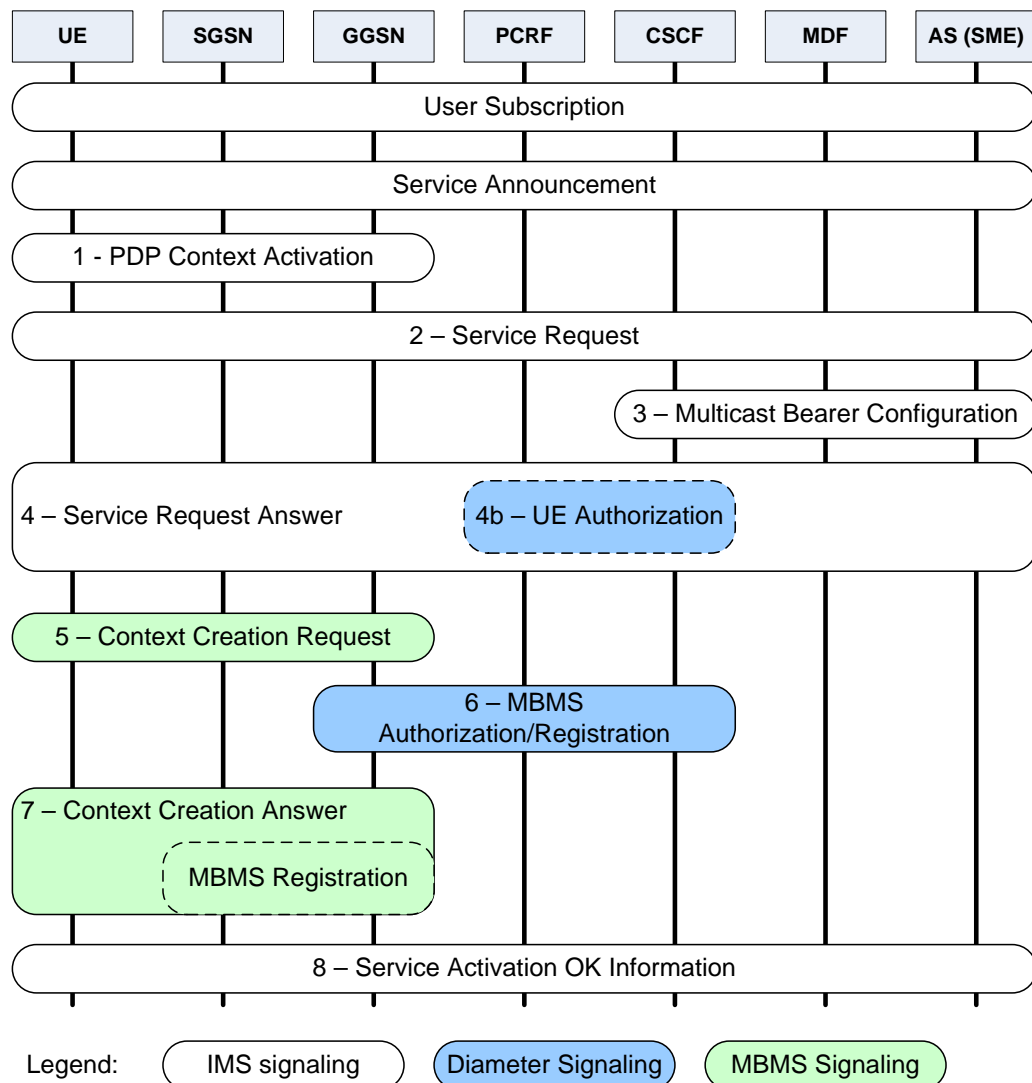 UE SGSN GGSN PCRF CSCF MDF AS (SME)
User Subscription
Service Announcement
1 - PDP Context Activation
2 – Service Request
3 – Multicast Bearer Configuration
4 – Service Request Answer
4b – UE Authorization
5 – Context Creation Request
6 – MBMS
Authorization/Registration
7 – Context Creation Answer
MBMS Registration
8 – Service Activation OK Information
Legend: IMS signaling Diameter Signaling MBMS Signaling